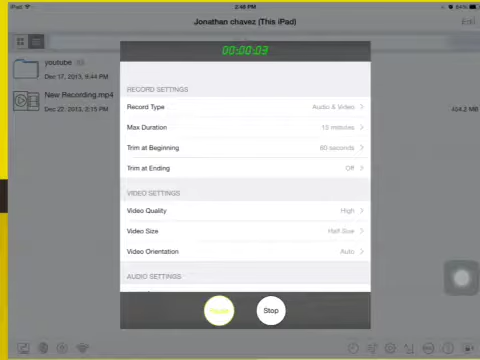 iPad
2:48 PM
84%
Jonathan chavez (This iPad)
Edit
00:00:03
youtube
Dec 17, 2013, 9:44 PM
New Recording.mp4
Dec 22, 2013, 2:15 PM
404.2 MB
RECORD SETTINGS
Record Type Audio & Video
Max Duration 15 minutes
Trim at Beginning 60 seconds
Trim at Ending Off
VIDEO SETTINGS
Video Quality High
Video Size Half Size
Video Orientation Auto
AUDIO SETTINGS
Pause
Stop